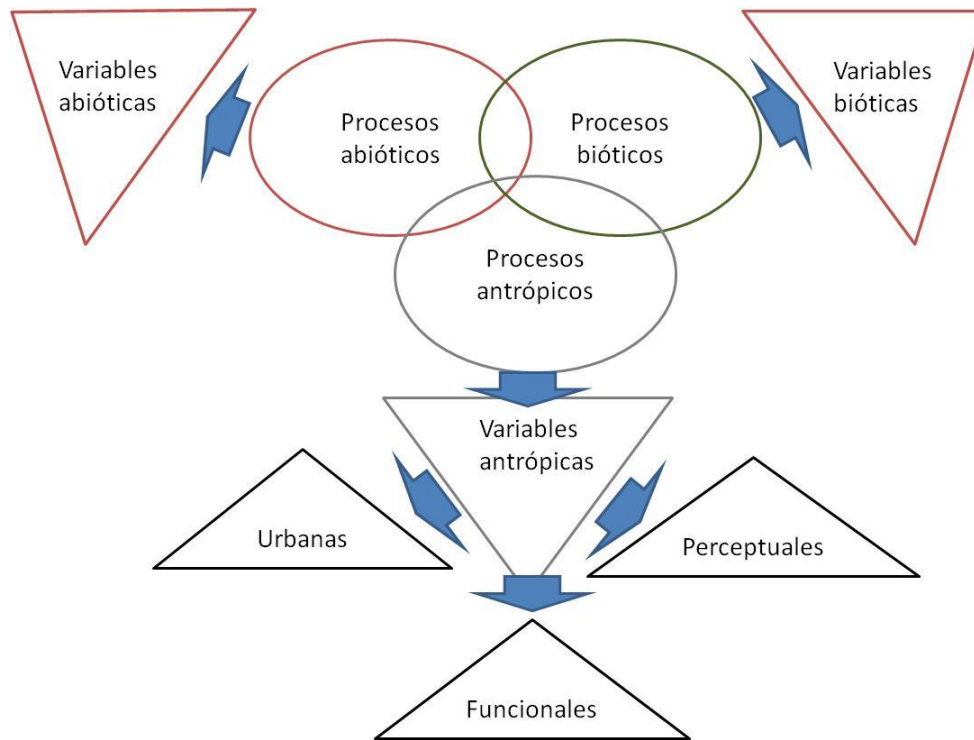 Variables
abióticas
Procesos
abióticos
Procesos
bióticos
Variables
bióticas
Procesos
antrópicos
Variables
antrópicas
Urbanas
Perceptuales
Funcionales